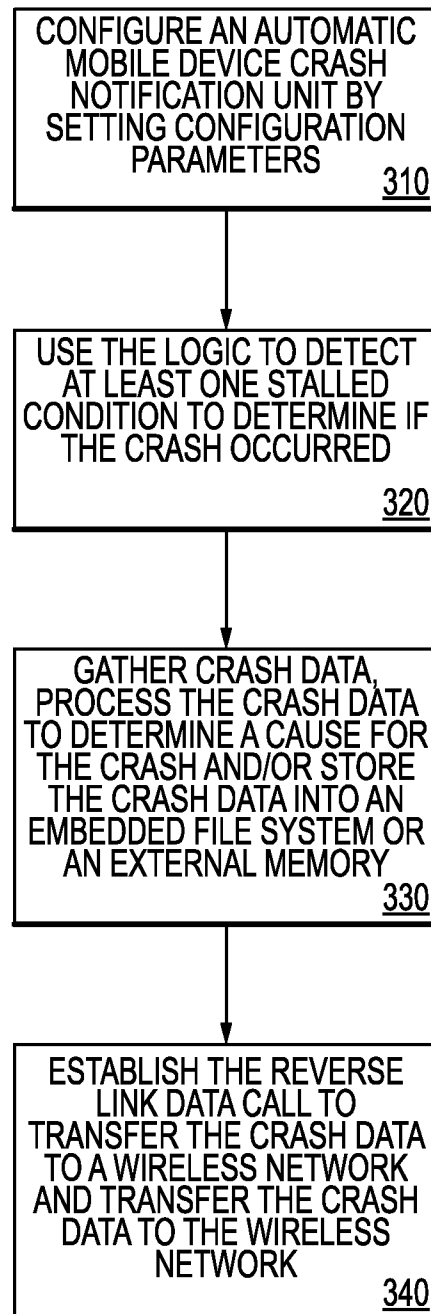 CONFIGURE AN AUTOMATIC
MOBILE DEVICE CRASH
NOTIFICATION UNIT BY
SETTING CONFIGURATION
PARAMETERS
310
USE THE LOGIC TO DETECT
AT LEAST ONE STALLED
CONDITION TO DETERMINE IF
THE CRASH OCCURRED
320
GATHER CRASH DATA,
PROCESS THE CRASH DATA
TO DETERMINE A CAUSE FOR
THE CRASH AND/OR STORE
THE CRASH DATA INTO AN
EMBEDDED FILE SYSTEM OR
AN EXTERNAL MEMORY
330
ESTABLISH THE REVERSE
LINK DATA CALL TO
TRANSFER THE CRASH DATA
TO A WIRELESS NETWORK
AND TRANSFER THE CRASH
DATA TO THE WIRELESS
NETWORK
340